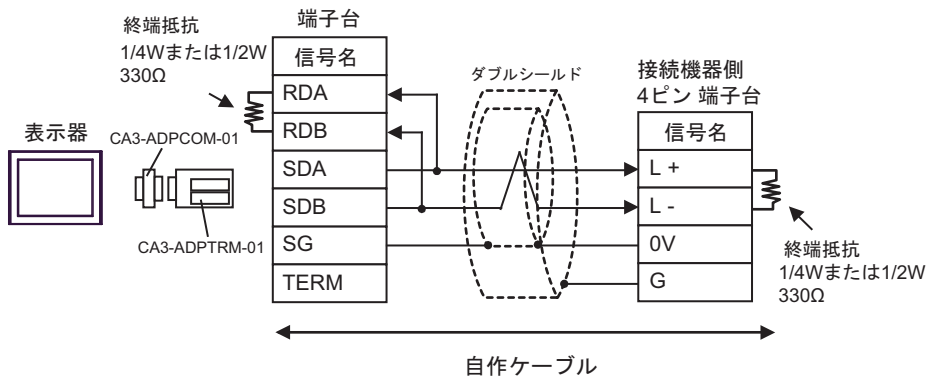 終端抵抗
1/4Wまたは1/2W
330Ω
端子台
信号名
RDA
RDB
SDA
SDB
SG
TERM
表示器
CA3-ADPCOM-01
CA3-ADPTRM-01
ダブルシールド
接続機器側
4ピン 端子台
信号名
L +
L -
0V
G
終端抵抗
1/4Wまたは1/2W
330Ω
自作ケーブル